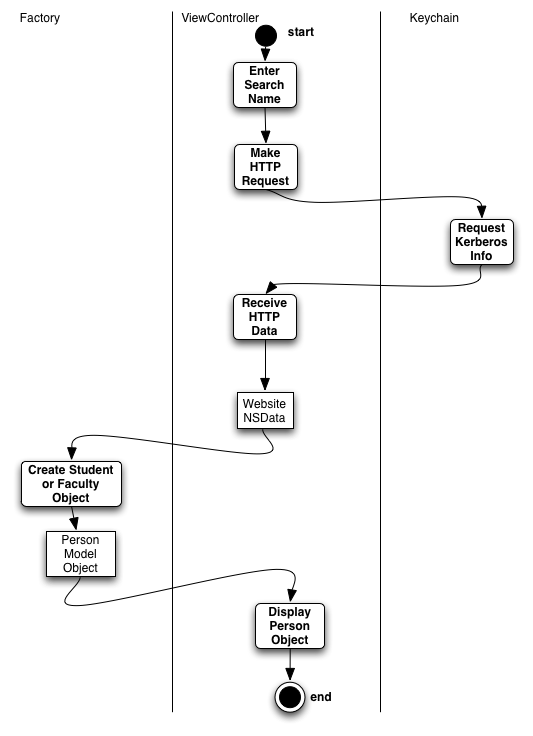 Factory
ViewController
Keychain
start
Enter
Search
Name
Make
HTTP
Request
Request
Kerberos
Info
Receive
HTTP
Data
Website
NSData
Create Student
or Faculty
Object
Person
Model
Object
Display
Person
Object
end